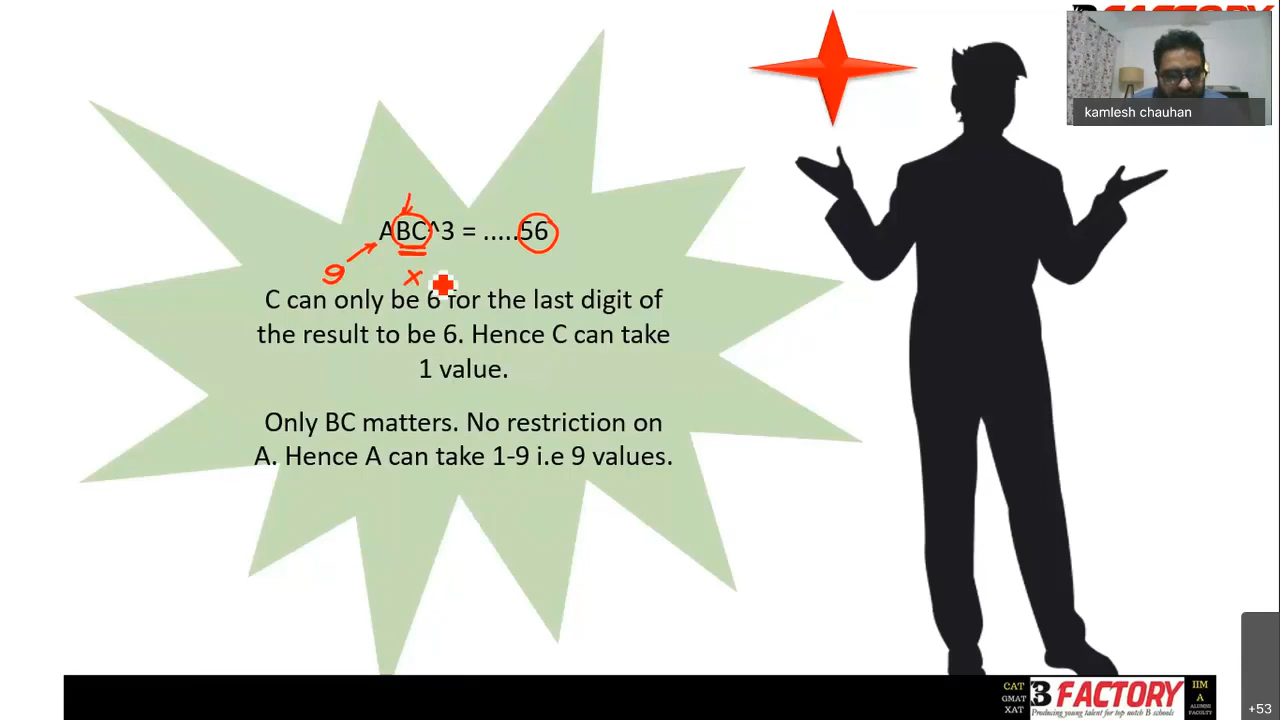 FACTORY
kamlesh chauhan
ABC^3 = .....56
9
x
C can only be 6 for the last digit of
the result to be 6. Hence C can take
1 value.
Only BC matters. No restriction on
A. Hence A can take 1-9 i.e 9 values.
CAT
GMAT
XAT
3 FACTORY
Producing young talent for top notch B schools
IIM
A
ALUMNI
FACULTY
+53